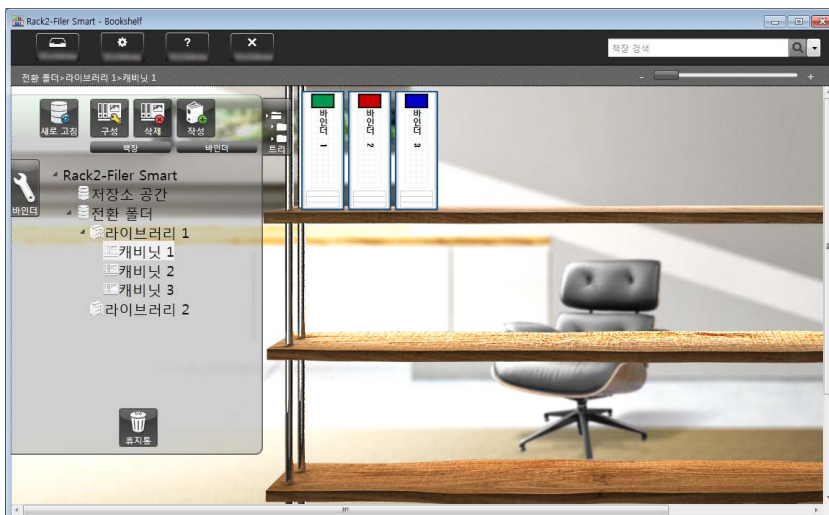 Rack2-Filer Smart - Bookshelf
?
책장 검색
전환 폴더>라이브러리 1>캐비닛 1
- +
새로 고침 구성 삭제 작성 트리
책장 바인더
바인더
바인더 1
바인더 2
바인더 3
Rack2-Filer Smart
저장소 공간
전환 폴더
라이브러리 1
캐비닛 1
캐비닛 2
캐비닛 3
라이브러리 2
휴지통